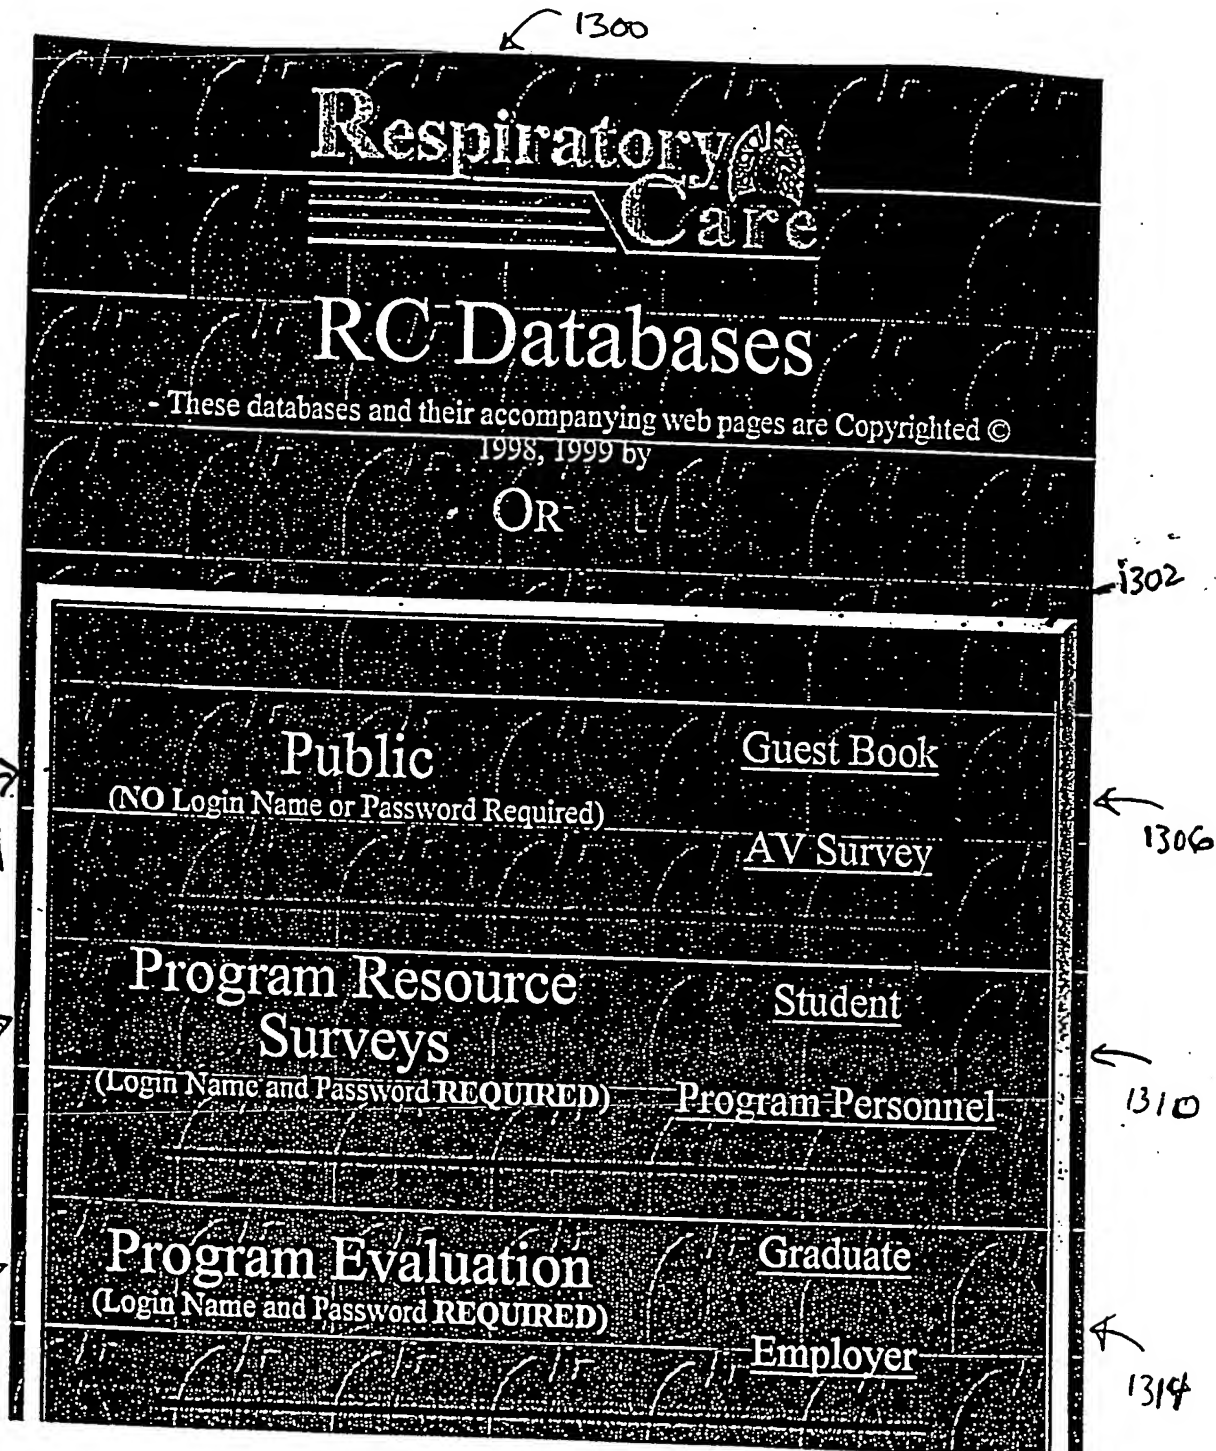 1300
Respiratory
Care
RC Databases
- These databases and their accompanying web pages are Copyrighted ©
1998, 1999 by
OR
1302
Public
(NO Login Name or Password Required)
Guest Book
AV Survey
1306
Program Resource
Surveys
(Login Name and Password REQUIRED)
Student
Program Personnel
1310
Program Evaluation
(Login Name and Password REQUIRED)
Graduate
Employer
1314